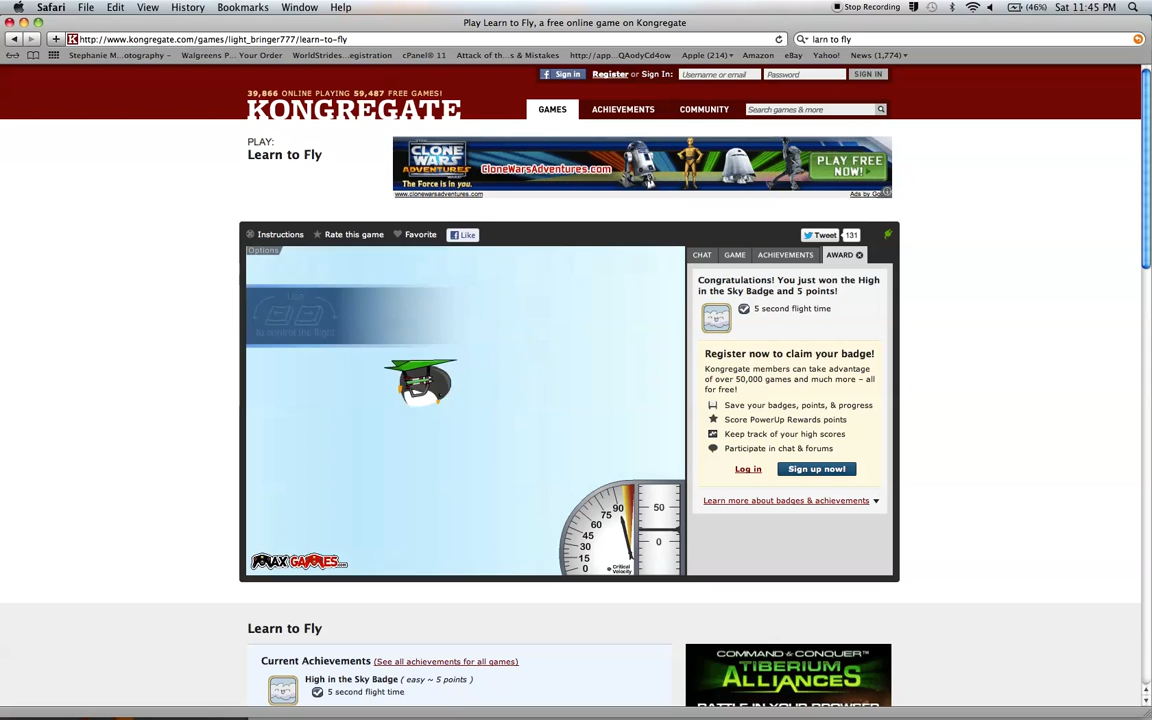 Safari File Edit View History Bookmarks Window Help
Stop Recording (46%) Sat 11:45 PM
Play Learn to Fly, a free online game on Kongregate
http://www.kongregate.com/games/light_bringer777/learn-to-fly
larn to fly
Stephanie M...otography Walgreens P... Your Order WorldStrides...egistration cPanel® 11 Attack of th...s & Mistakes http://app...QAodyCd4ow Apple (214) Amazon eBay Yahoo! News (1,774)
Sign in Register or Sign In: Username or email Password SIGN IN
39,866 ONLINE PLAYING 59,487 FREE GAMES!
KONGREGATE
GAMES ACHIEVEMENTS COMMUNITY Search games & more
PLAY:
Learn to Fly
CLONE WARS ADVENTURES
The Force is in you.
CloneWarsAdventures.com
PLAY FREE NOW!
www.clonewarsadventures.com
Instructions Rate this game Favorite Like Tweet 131
Options
Use
to control the flight
CHAT GAME ACHIEVEMENTS AWARD
Congratulations! You just won the High
in the Sky Badge and 5 points!
5 second flight time
Register now to claim your badge!
Kongregate members can take advantage
of over 50,000 games and much more – all
for free!
Save your badges, points, & progress
Score PowerUp Rewards points
Keep track of your high scores
Participate in chat & forums
Log in Sign up now!
Learn more about badges & achievements
90
75
60
45
30
15
0
Critical
Velocity
50
0
MAXGAMES.com
Learn to Fly
Current Achievements (See all achievements for all games)
High in the Sky Badge ( easy ~ 5 points )
5 second flight time
COMMAND & CONQUER™
TIBERIUM
ALLIANCES
BATTLE IN YOUR BROWSER